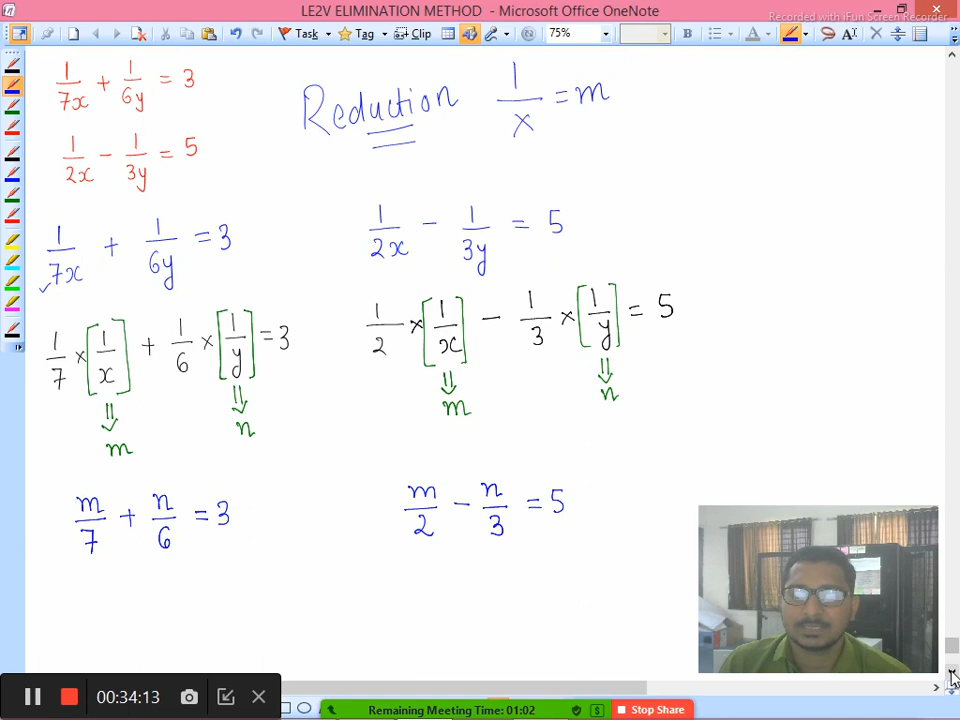 LE2V ELIMINATION METHOD - Microsoft Office OneNote
Recorded with iFun Screen Recorder
Task Tag Clip 75% B A
1/7x + 1/6y = 3
Reduction 1/x = m
1/2x - 1/3y = 5
1/7x + 1/6y = 3
1/2x - 1/3y = 5
1/7 × [1/x] + 1/6 × [1/y] = 3
1/2 × [1/x] - 1/3 × [1/y] = 5
⇓ m ⇓ n
⇓ m ⇓ n
m/7 + n/6 = 3
m/2 - n/3 = 5
00:34:13
Remaining Meeting Time: 01:02
Stop Share